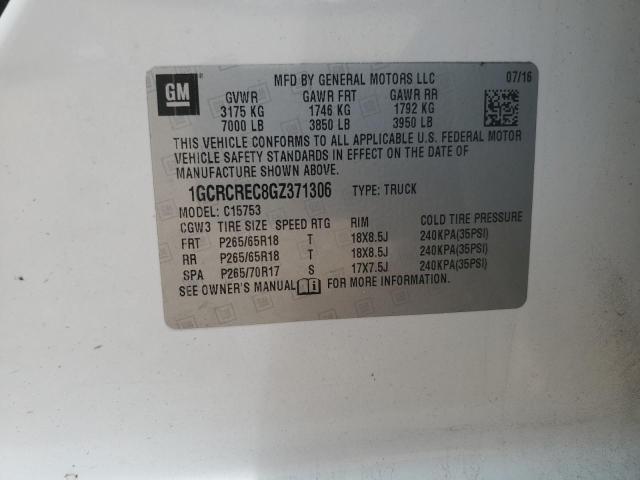 GM
MFD BY GENERAL MOTORS LLC 07/16
GVWR GAWR FRT GAWR RR
3175 KG 1746 KG 1792 KG
7000 LB 3850 LB 3950 LB
THIS VEHICLE CONFORMS TO ALL APPLICABLE U.S. FEDERAL MOTOR
VEHICLE SAFETY STANDARDS IN EFFECT ON THE DATE OF
MANUFACTURE SHOWN ABOVE.
1GCRCREC8GZ371306 TYPE: TRUCK
MODEL: C15753
CGW3 TIRE SIZE SPEED RTG RIM COLD TIRE PRESSURE
FRT P265/65R18 T 18X8.5J 240KPA(35PSI)
RR P265/65R18 T 18X8.5J 240KPA(35PSI)
SPA P265/70R17 S 17X7.5J 240KPA(35PSI)
SEE OWNER'S MANUAL FOR MORE INFORMATION.